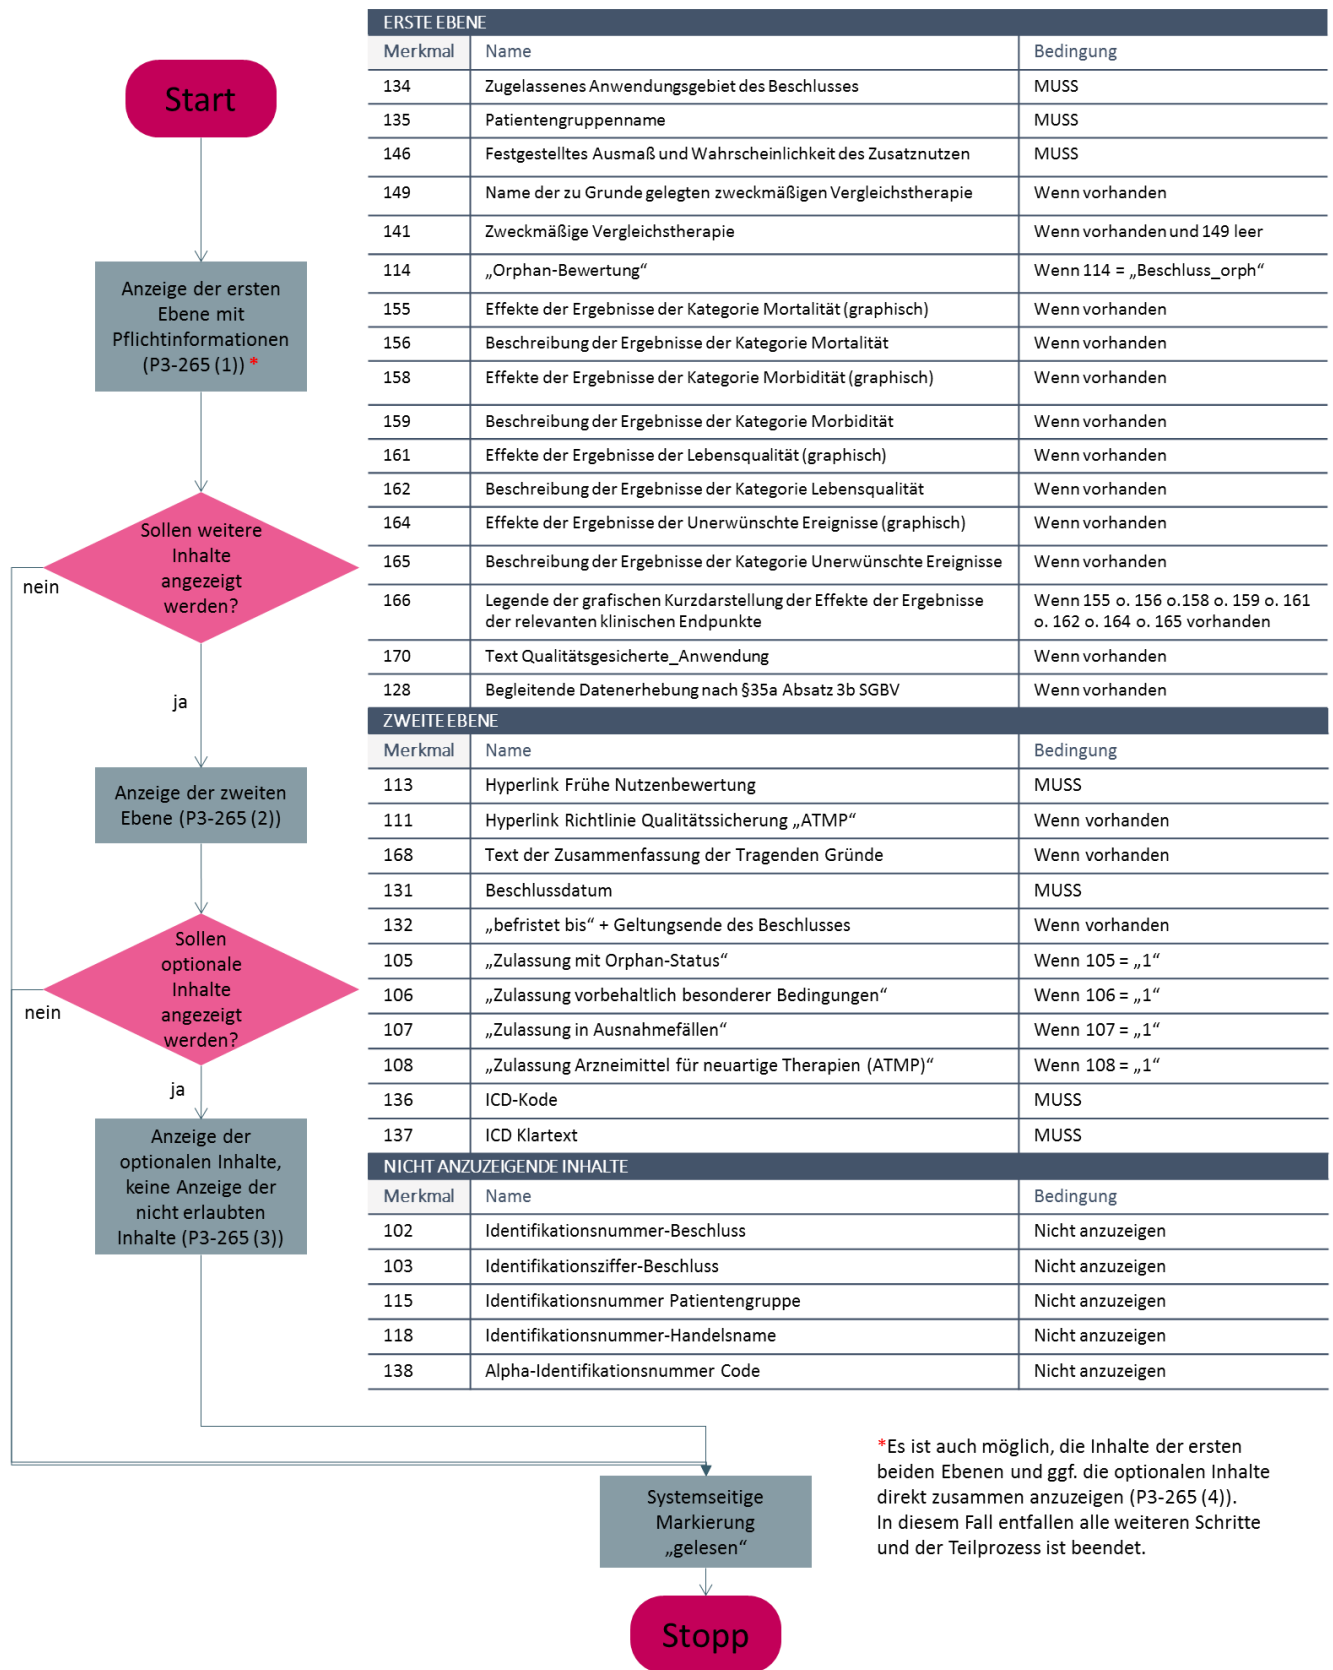 Start
Anzeige der ersten
Ebene mit
Pflichtinformationen
(P3-265 (1)) *
Sollen weitere
Inhalte
angezeigt
werden?
nein
ja
Anzeige der zweiten
Ebene (P3-265 (2))
Sollen
optionale
Inhalte
angezeigt
werden?
nein
ja
Anzeige der
optionalen Inhalte,
keine Anzeige der
nicht erlaubten
Inhalte (P3-265 (3))
ERSTE EBENE
Merkmal Name Bedingung
134 Zugelassenes Anwendungsgebiet des Beschlusses MUSS
135 Patientengruppenname MUSS
146 Festgestelltes Ausmaß und Wahrscheinlichkeit des Zusatznutzen MUSS
149 Name der zu Grunde gelegten zweckmäßigen Vergleichstherapie Wenn vorhanden
141 Zweckmäßige Vergleichstherapie Wenn vorhanden und 149 leer
114 „Orphan-Bewertung“ Wenn 114 = „Beschluss_orph“
155 Effekte der Ergebnisse der Kategorie Mortalität (graphisch) Wenn vorhanden
156 Beschreibung der Ergebnisse der Kategorie Mortalität Wenn vorhanden
158 Effekte der Ergebnisse der Kategorie Morbidität (graphisch) Wenn vorhanden
159 Beschreibung der Ergebnisse der Kategorie Morbidität Wenn vorhanden
161 Effekte der Ergebnisse der Lebensqualität (graphisch) Wenn vorhanden
162 Beschreibung der Ergebnisse der Kategorie Lebensqualität Wenn vorhanden
164 Effekte der Ergebnisse der Unerwünschte Ereignisse (graphisch) Wenn vorhanden
165 Beschreibung der Ergebnisse der Kategorie Unerwünschte Ereignisse Wenn vorhanden
166 Legende der grafischen Kurzdarstellung der Effekte der Ergebnisse Wenn 155 o. 156 o.158 o. 159 o. 161
der relevanten klinischen Endpunkte o. 162 o. 164 o. 165 vorhanden
170 Text Qualitätsgesicherte_Anwendung Wenn vorhanden
128 Begleitende Datenerhebung nach §35a Absatz 3b SGBV Wenn vorhanden
ZWEITE EBENE
Merkmal Name Bedingung
113 Hyperlink Frühe Nutzenbewertung MUSS
111 Hyperlink Richtlinie Qualitätssicherung „ATMP“ Wenn vorhanden
168 Text der Zusammenfassung der Tragenden Gründe Wenn vorhanden
131 Beschlussdatum MUSS
132 „befristet bis“ + Geltungsende des Beschlusses Wenn vorhanden
105 „Zulassung mit Orphan-Status“ Wenn 105 = „1“
106 „Zulassung vorbehaltlich besonderer Bedingungen“ Wenn 106 = „1“
107 „Zulassung in Ausnahmefällen“ Wenn 107 = „1“
108 „Zulassung Arzneimittel für neuartige Therapien (ATMP)“ Wenn 108 = „1“
136 ICD-Kode MUSS
137 ICD Klartext MUSS
NICHT ANZUZEIGENDE INHALTE
Merkmal Name Bedingung
102 Identifikationsnummer-Beschluss Nicht anzuzeigen
103 Identifikationsziffer-Beschluss Nicht anzuzeigen
115 Identifikationsnummer Patientengruppe Nicht anzuzeigen
118 Identifikationsnummer-Handelsname Nicht anzuzeigen
138 Alpha-Identifikationsnummer Code Nicht anzuzeigen
*Es ist auch möglich, die Inhalte der ersten
beiden Ebenen und ggf. die optionalen Inhalte
direkt zusammen anzuzeigen (P3-265 (4)).
In diesem Fall entfallen alle weiteren Schritte
und der Teilprozess ist beendet.
Systemseitige
Markierung
„gelesen“
Stopp